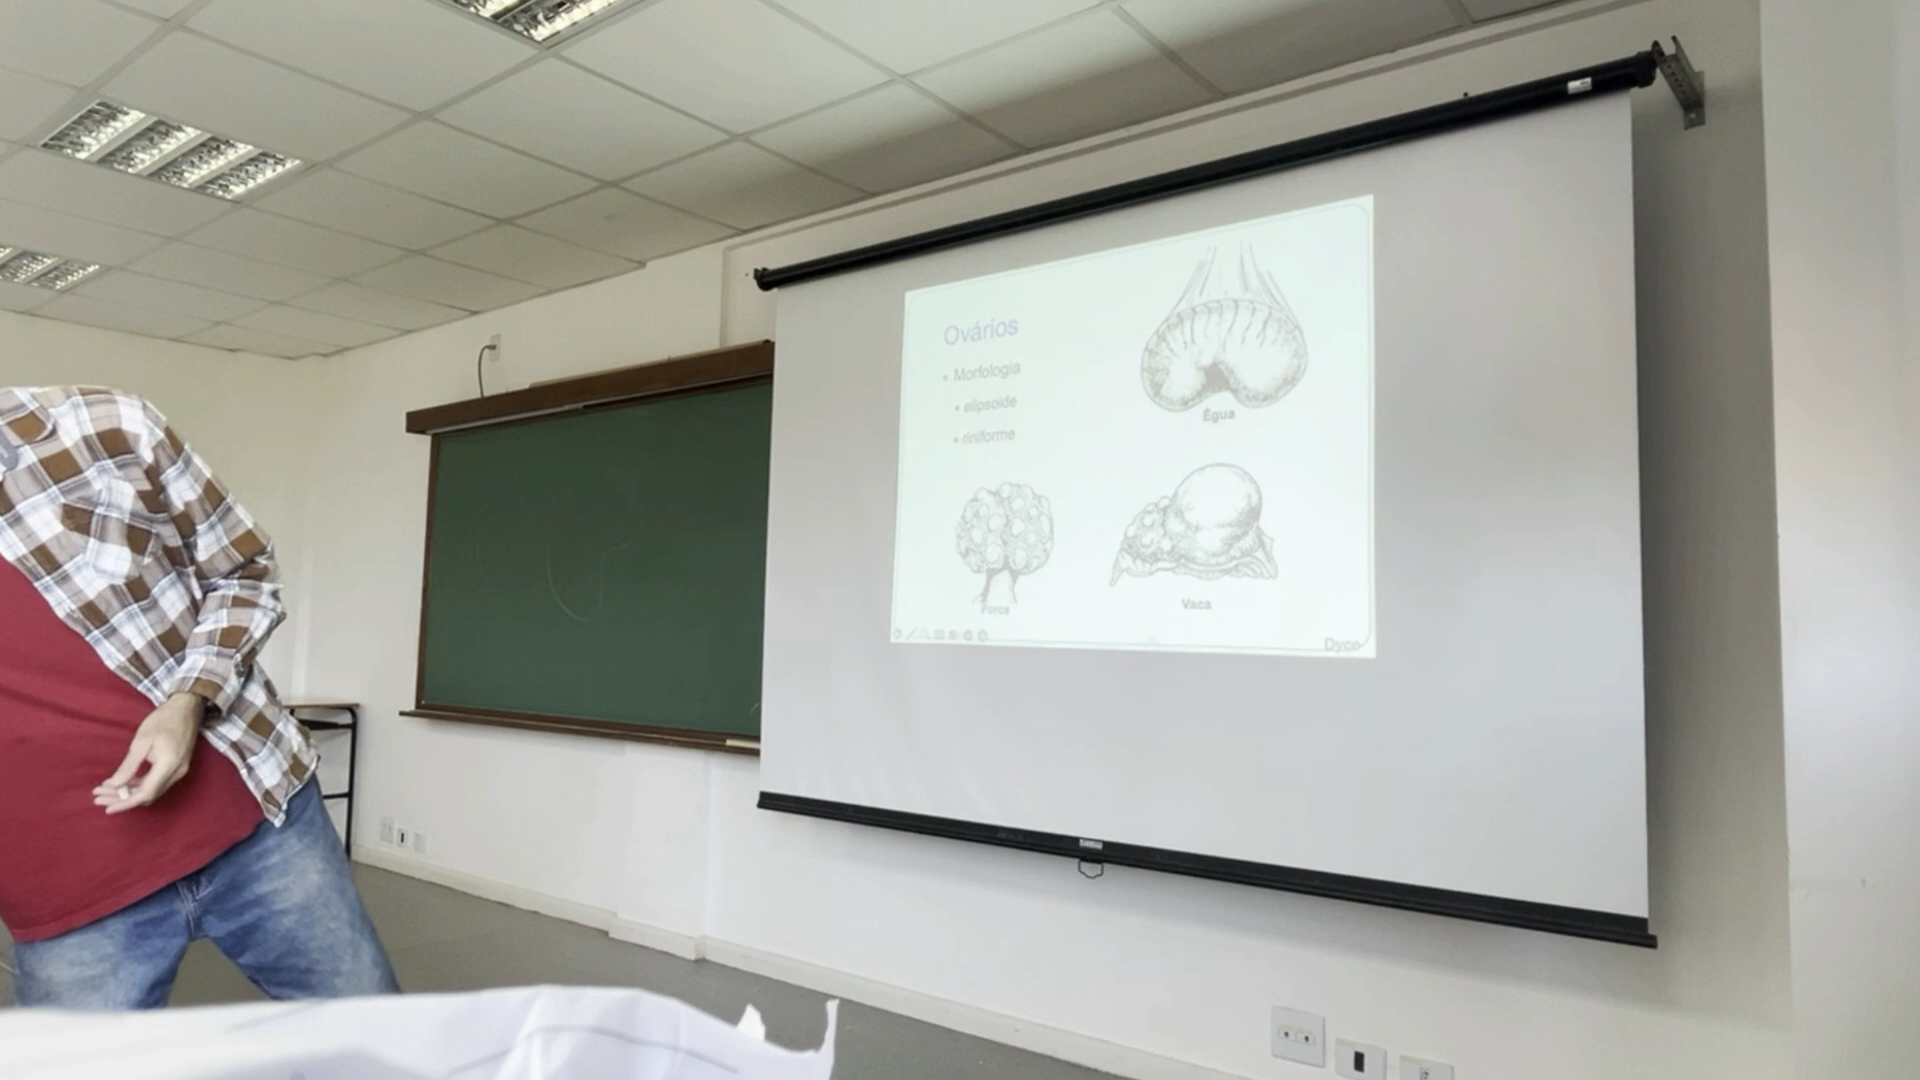 Ovários
• Morfologia
• elipsoide
• riniforme
Égua
Porca
Vaca
Dyce